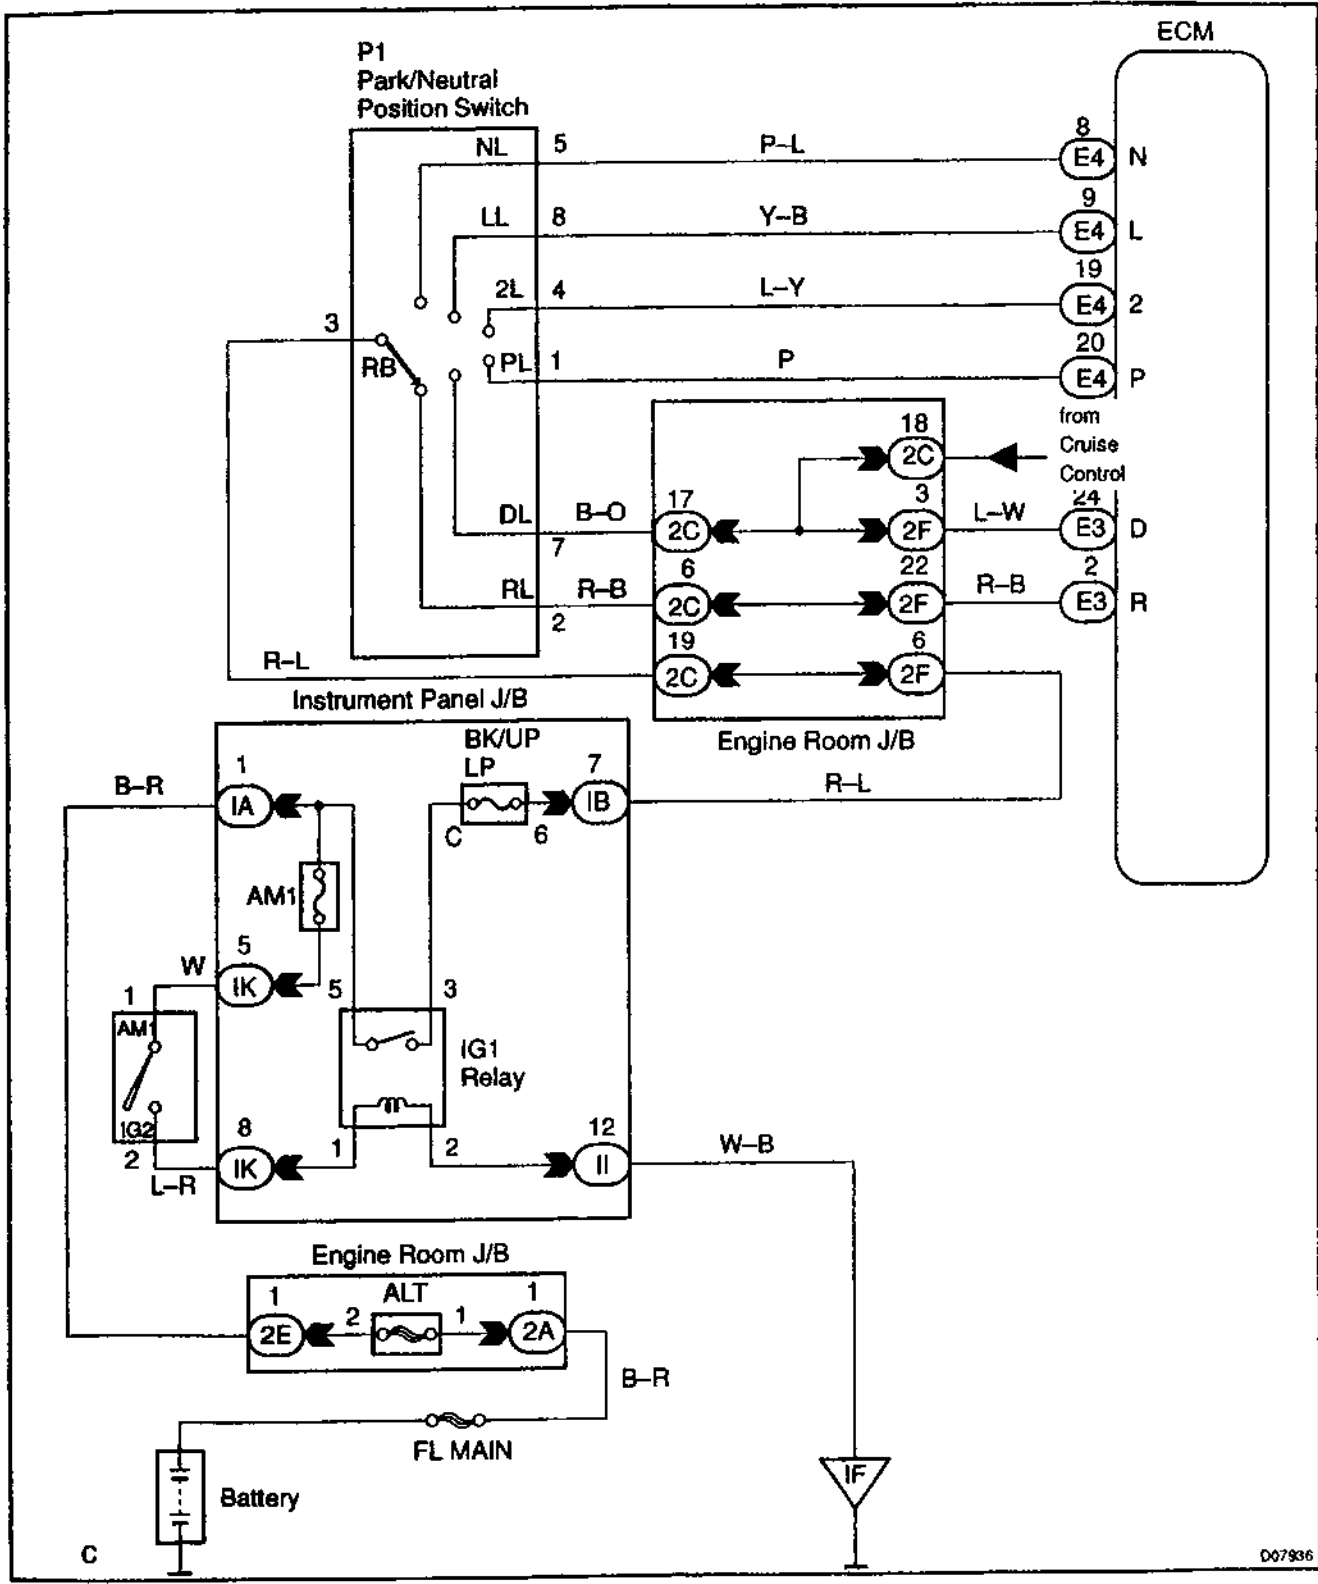 ECM
P1
Park/Neutral
Position Switch
NL 5 P–L 8 E4 N
LL 8 Y–B 9 E4 L
2L 4 L–Y 19 E4 2
3 RB
PL 1 P 20 E4 P
from
Cruise
Control
18 2C
DL 7 B–O 17 2C 3 2F L–W 24 E3 D
RL 2 R–B 6 2C 22 2F R–B 2 E3 R
R–L 19 2C 6 2F
Instrument Panel J/B
Engine Room J/B
BK/UP
LP
B–R 1 IA C 6 7 IB R–L
AM1
W 5 IK 5 3
1 AM1
IG1
Relay
IG2 2 L–R 8 IK 1 2 12 II W–B
Engine Room J/B
ALT
1 2E 2 1 1 2A
B–R
FL MAIN
Battery
IF
C
D07936